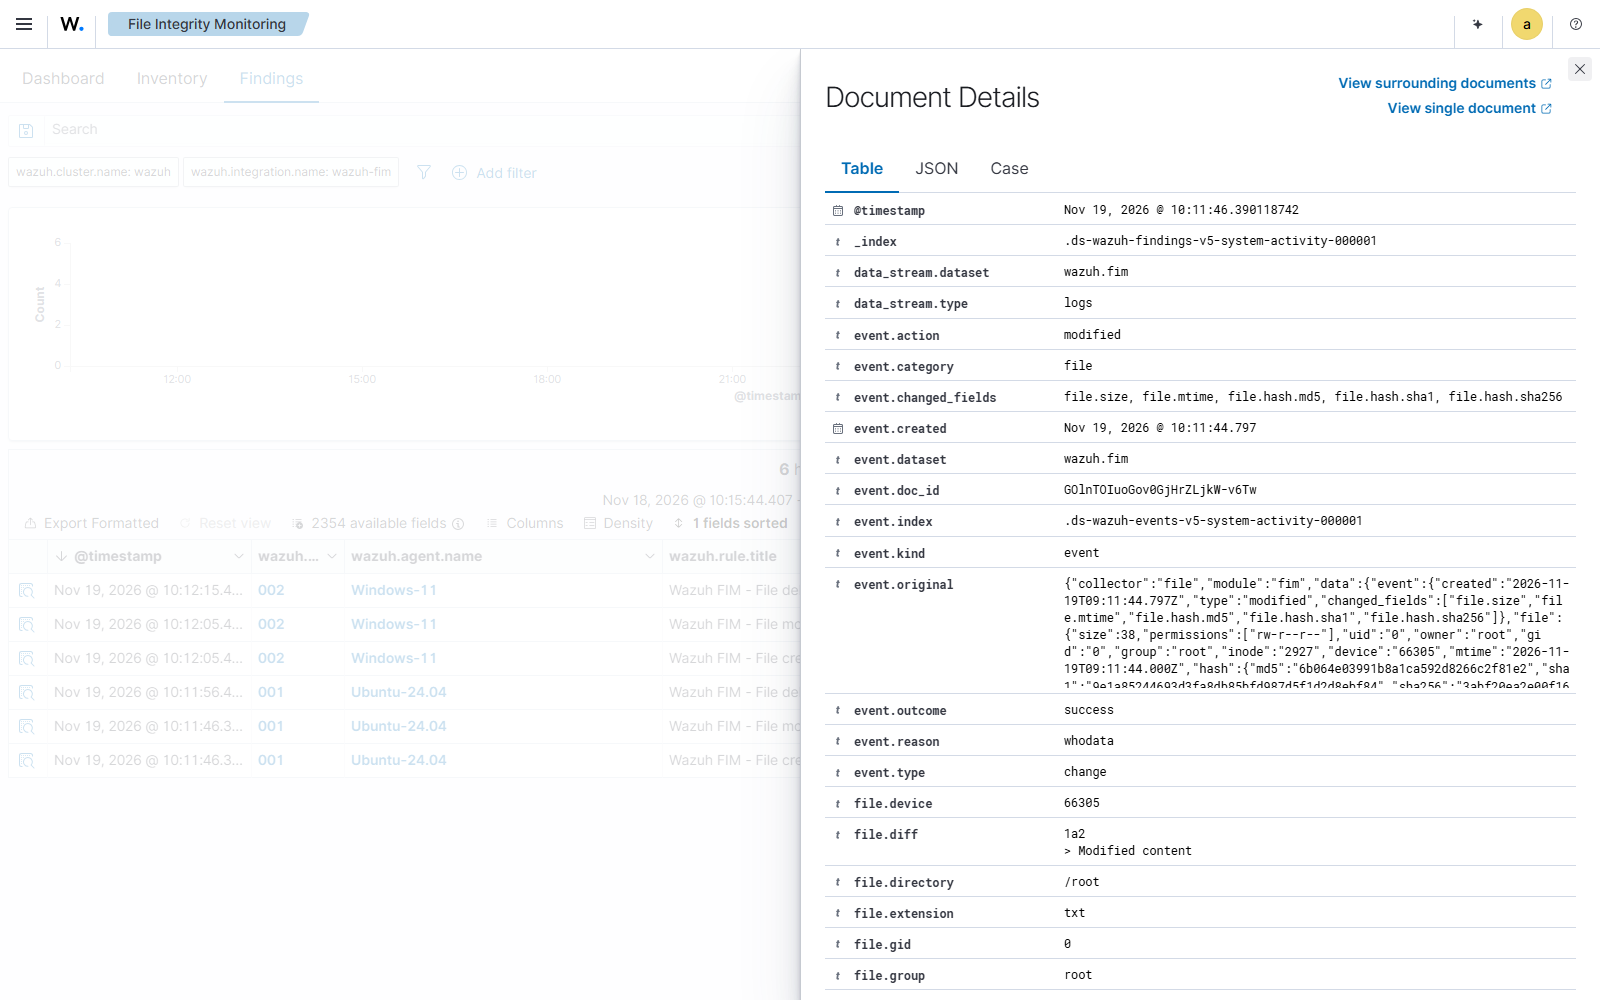 W.
File Integrity Monitoring
a
Dashboard
Inventory
Findings
Search
wazuh.cluster.name: wazuh
wazuh.integration.name: wazuh-fim
Add filter
6
4
2
0
Count
12:00
15:00
18:00
21:00
@timestam
6 h
Nov 18, 2026 @ 10:15:44.407 -
Export Formatted
Reset view
2354 available fields
Columns
Density
1 fields sorted
@timestamp
wazuh....
wazuh.agent.name
wazuh.rule.title
Nov 19, 2026 @ 10:12:15.4... 002 Windows-11 Wazuh FIM - File de
Nov 19, 2026 @ 10:12:05.4... 002 Windows-11 Wazuh FIM - File mo
Nov 19, 2026 @ 10:12:05.4... 002 Windows-11 Wazuh FIM - File cre
Nov 19, 2026 @ 10:11:56.4... 001 Ubuntu-24.04 Wazuh FIM - File de
Nov 19, 2026 @ 10:11:46.3... 001 Ubuntu-24.04 Wazuh FIM - File mo
Nov 19, 2026 @ 10:11:46.3... 001 Ubuntu-24.04 Wazuh FIM - File cre
Document Details
View surrounding documents
View single document
Table
JSON
Case
@timestamp Nov 19, 2026 @ 10:11:46.390118742
t _index .ds-wazuh-findings-v5-system-activity-000001
t data_stream.dataset wazuh.fim
t data_stream.type logs
t event.action modified
t event.category file
t event.changed_fields file.size, file.mtime, file.hash.md5, file.hash.sha1, file.hash.sha256
event.created Nov 19, 2026 @ 10:11:44.797
t event.dataset wazuh.fim
t event.doc_id GOlnTOIuoGov0GjHrZLjkW-v6Tw
t event.index .ds-wazuh-events-v5-system-activity-000001
t event.kind event
t event.original {"collector":"file","module":"fim","data":{"event":{"created":"2026-11-
19T09:11:44.797Z","type":"modified","changed_fields":["file.size","fil
e.mtime","file.hash.md5","file.hash.sha1","file.hash.sha256"]},"file":
{"size":38,"permissions":["rw-r--r--"],"uid":"0","owner":"root","gi
d":"0","group":"root","inode":"2927","device":"66305","mtime":"2026-11-
19T09:11:44.000Z","hash":{"md5":"6b064e03991b8a1ca592d8266c2f81e2","sha
1":"9e1a85244693d3fa8db85bfd987d5f1d2d8ebf84","sha256":"3abf20ea2e00f16
t event.outcome success
t event.reason whodata
t event.type change
t file.device 66305
t file.diff 1a2
> Modified content
t file.directory /root
t file.extension txt
t file.gid 0
t file.group root